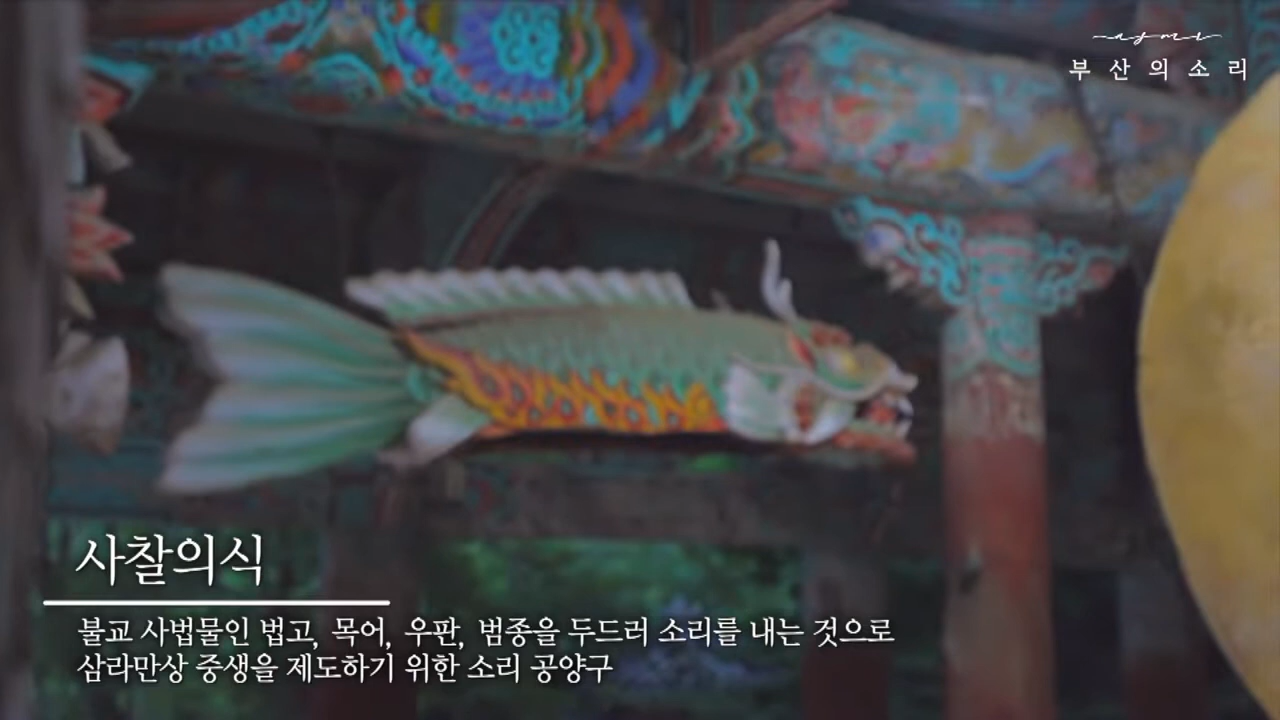 부산의소리
사찰의식
불교 사법물인 법고, 목어, 우판, 범종을 두드러 소리를 내는 것으로
삼라만상 중생을 제도하기 위한 소리 공양구